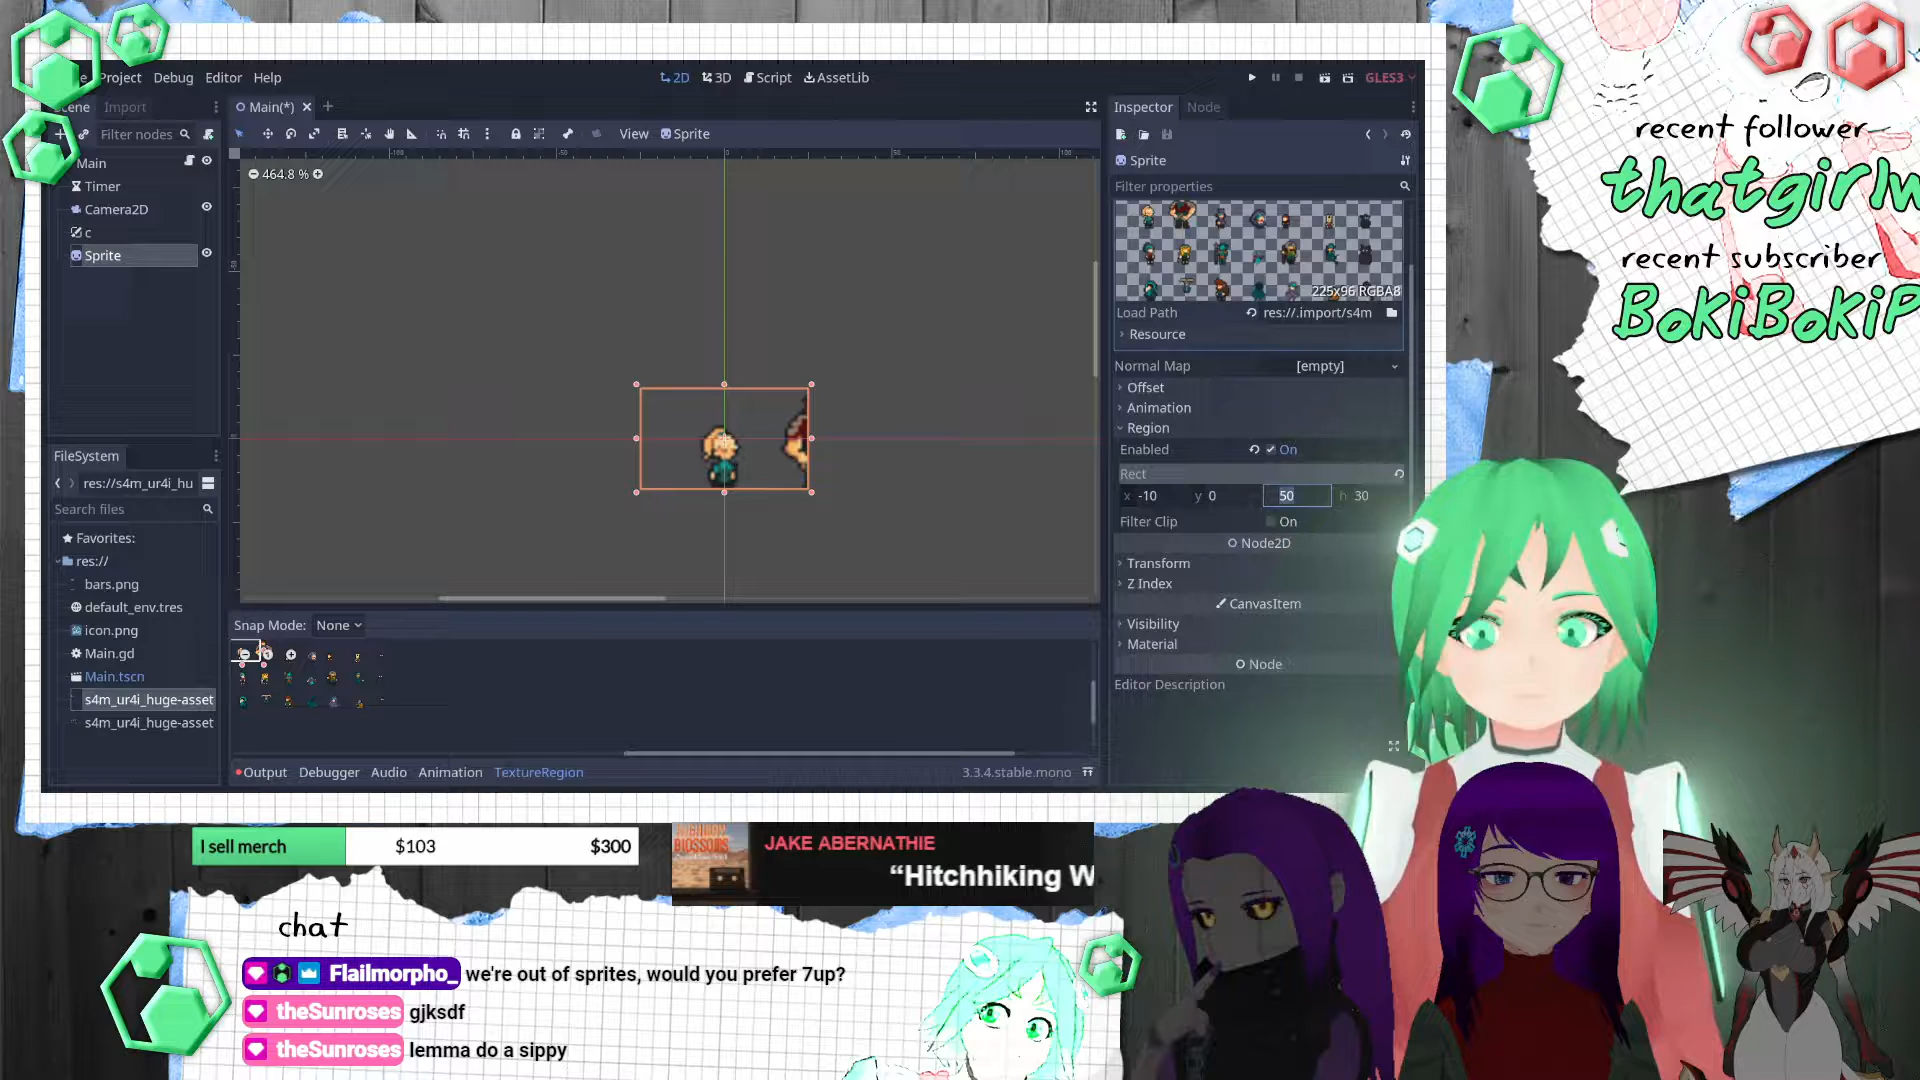 Project Debug Editor Help
2D 3D Script AssetLib
GLES3
Scene Import
Main(*)
Inspector Node
Filter nodes
View Sprite
Main
Timer
Camera2D
c
Sprite
464.8 %
-100 -50 0 50 100
Sprite
Filter properties
225x96 RGBA8
Load Path res://.import/s4m
Resource
Normal Map [empty]
Offset
Animation
Region
Enabled On
Rect
x -10 y 0 50 h 30
Filter Clip On
Node2D
Transform
Z Index
CanvasItem
Visibility
Material
Node
Editor Description
FileSystem
res://s4m_ur4i_hu
Search files
Favorites:
res://
bars.png
default_env.tres
icon.png
Main.gd
Main.tscn
s4m_ur4i_huge-asset
s4m_ur4i_huge-asset
Snap Mode: None
Output Debugger Audio Animation TextureRegion 3.3.4.stable.mono
recent follower
thatgirlw
recent subscriber
BokiBokiP
I sell merch $103 $300
BLOSSOMS
JAKE ABERNATHIE
“Hitchhiking W
chat
Flailmorpho_ we're out of sprites, would you prefer 7up?
theSunroses gjksdf
theSunroses lemma do a sippy